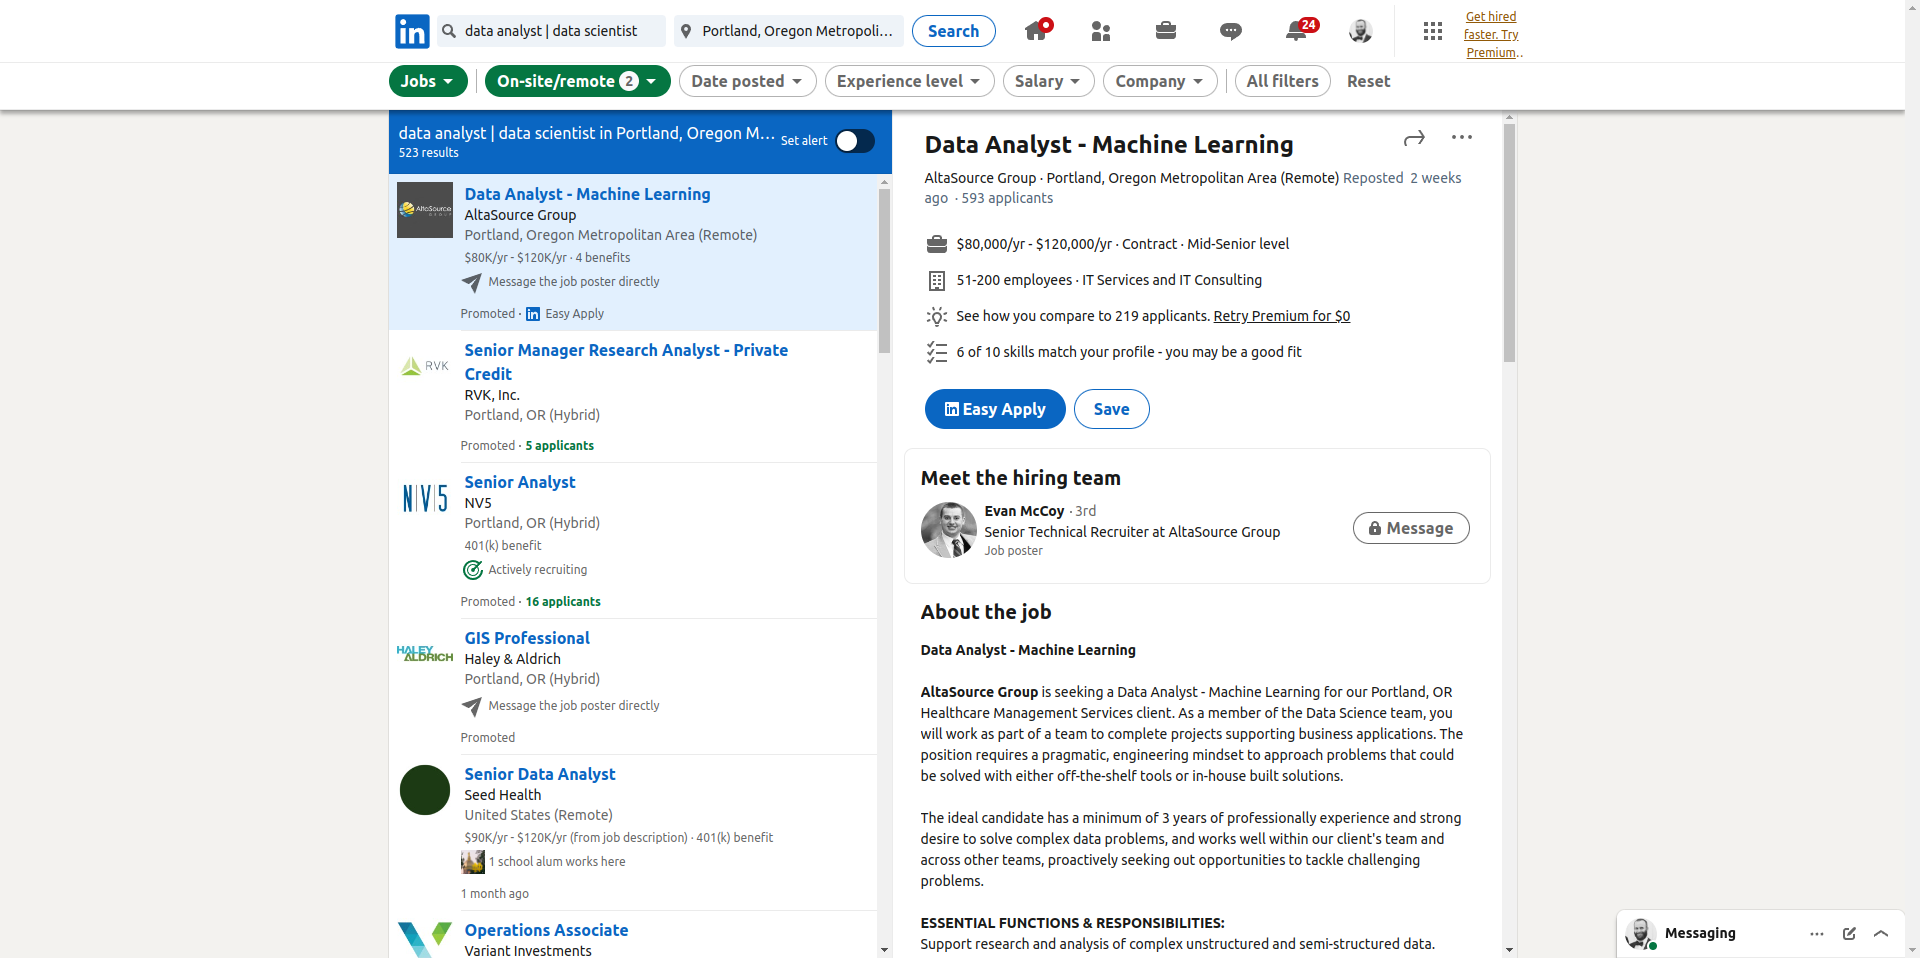 in
data analyst | data scientist
Portland, Oregon Metropoli...
Search
24
Get hired
faster. Try
Premium..
Jobs
On-site/remote 2
Date posted
Experience level
Salary
Company
All filters
Reset
data analyst | data scientist in Portland, Oregon M...
523 results
Set alert
AltaSource
GROUP
Data Analyst - Machine Learning
AltaSource Group
Portland, Oregon Metropolitan Area (Remote)
$80K/yr - $120K/yr · 4 benefits
Message the job poster directly
Promoted · in Easy Apply
RVK
Senior Manager Research Analyst - Private
Credit
RVK, Inc.
Portland, OR (Hybrid)
Promoted · 5 applicants
N|V|5
Senior Analyst
NV5
Portland, OR (Hybrid)
401(k) benefit
Actively recruiting
Promoted · 16 applicants
HALEY
ALDRICH
GIS Professional
Haley & Aldrich
Portland, OR (Hybrid)
Message the job poster directly
Promoted
Senior Data Analyst
Seed Health
United States (Remote)
$90K/yr - $120K/yr (from job description) · 401(k) benefit
1 school alum works here
1 month ago
Operations Associate
Variant Investments
Data Analyst - Machine Learning
AltaSource Group · Portland, Oregon Metropolitan Area (Remote) Reposted 2 weeks
ago · 593 applicants
$80,000/yr - $120,000/yr · Contract · Mid-Senior level
51-200 employees · IT Services and IT Consulting
See how you compare to 219 applicants. Retry Premium for $0
6 of 10 skills match your profile - you may be a good fit
in Easy Apply
Save
Meet the hiring team
Evan McCoy · 3rd
Senior Technical Recruiter at AltaSource Group
Job poster
Message
About the job
Data Analyst - Machine Learning
AltaSource Group is seeking a Data Analyst - Machine Learning for our Portland, OR
Healthcare Management Services client. As a member of the Data Science team, you
will work as part of a team to complete projects supporting business applications. The
position requires a pragmatic, engineering mindset to approach problems that could
be solved with either off-the-shelf tools or in-house built solutions.
The ideal candidate has a minimum of 3 years of professionally experience and strong
desire to solve complex data problems, and works well within our client's team and
across other teams, proactively seeking out opportunities to tackle challenging
problems.
ESSENTIAL FUNCTIONS & RESPONSIBILITIES:
Support research and analysis of complex unstructured and semi-structured data.
Messaging